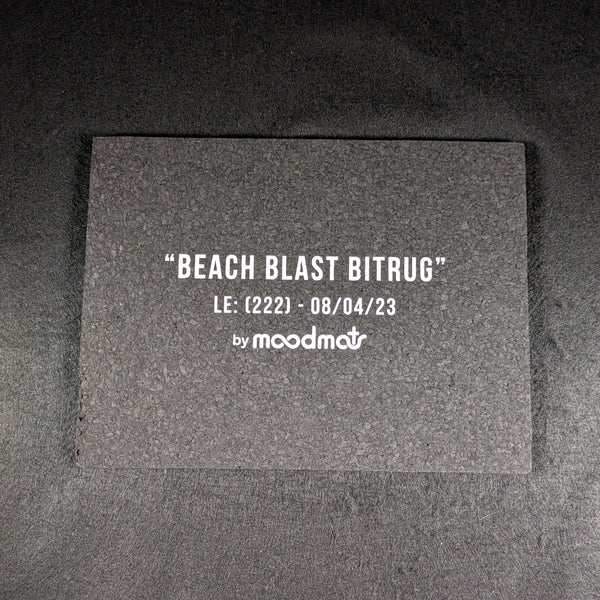 “BEACH BLAST BITRUG”
LE: (222) - 08/04/23
by moodmats